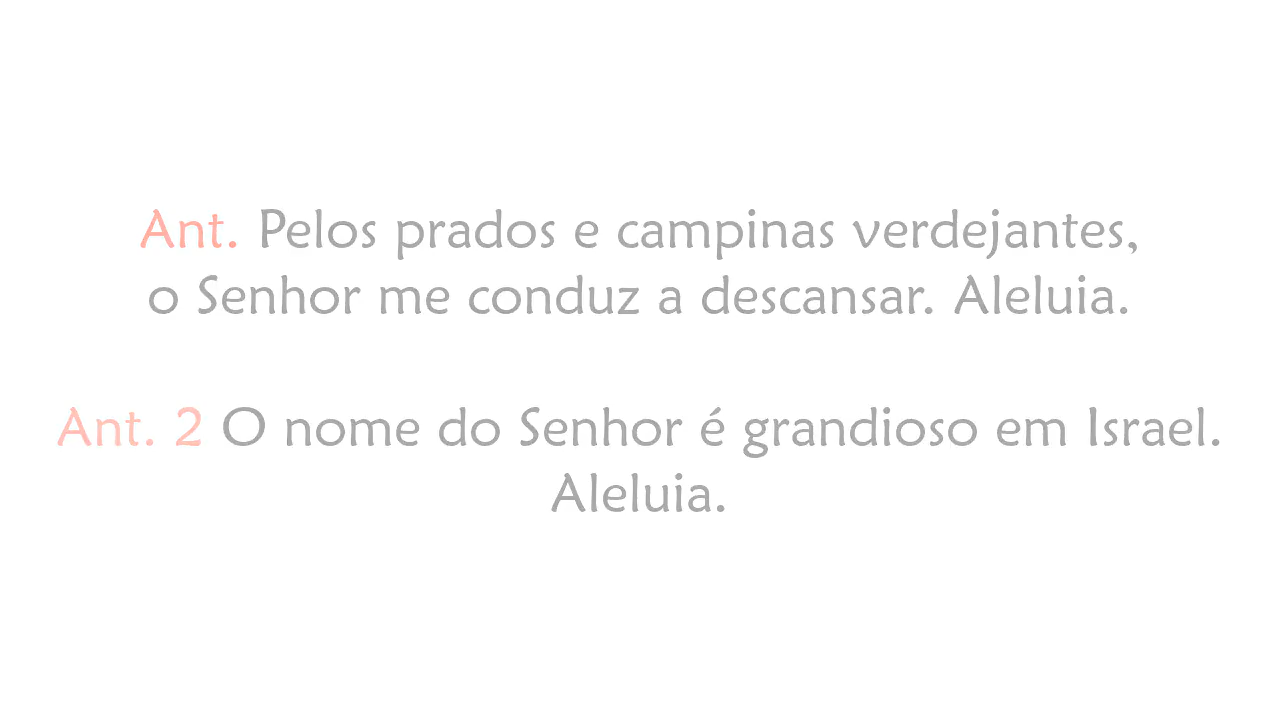 Ant. Pelos prados e campinas verdejantes,
o Senhor me conduz a descansar. Aleluia.
Ant. 2 O nome do Senhor é grandioso em Israel.
Aleluia.